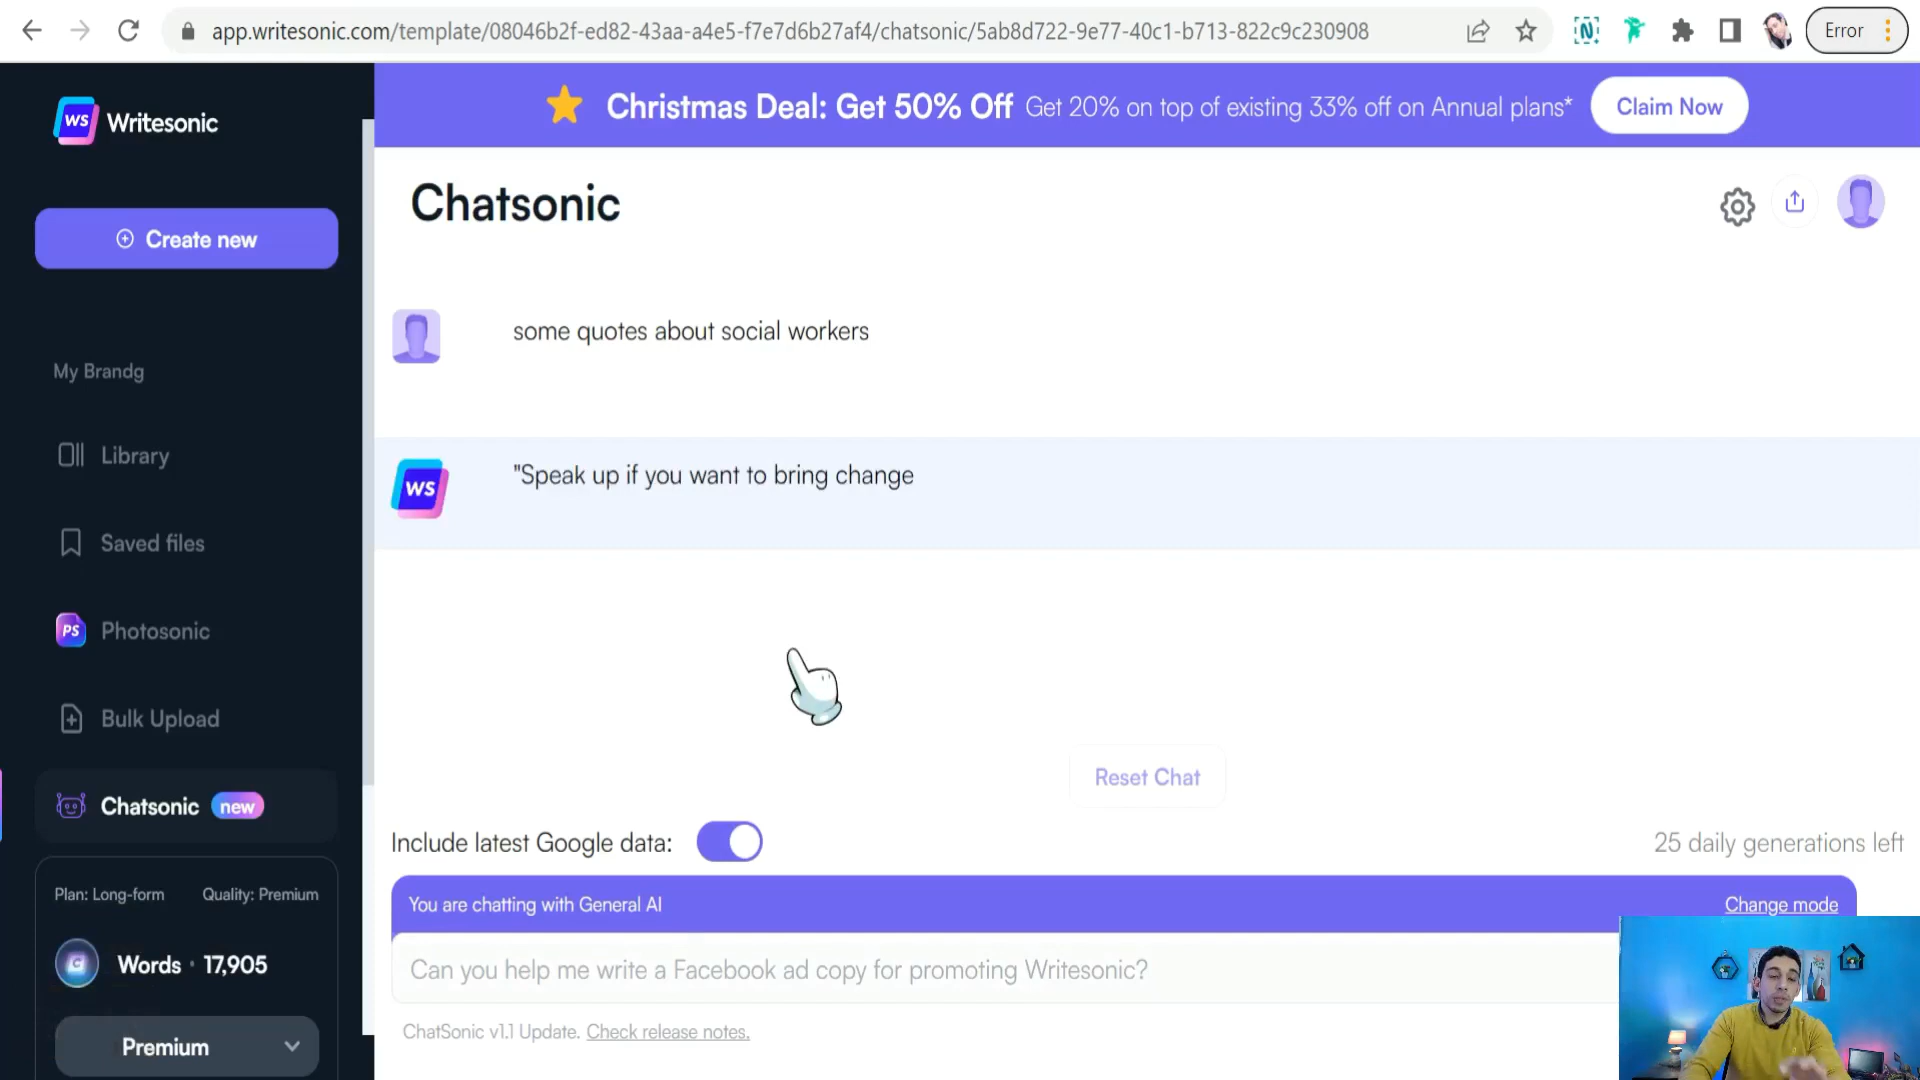 app.writesonic.com/template/08046b2f-ed82-43aa-a4e5-f7e7d6b27af4/chatsonic/5ab8d722-9e77-40c1-b713-822c9c230908
Error
WS Writesonic
Christmas Deal: Get 50% Off Get 20% on top of existing 33% off on Annual plans* Claim Now
Chatsonic
Create new
some quotes about social workers
My Brandg
Library
WS "Speak up if you want to bring change
Saved files
PS Photosonic
Bulk Upload
Reset Chat
Chatsonic new
Include latest Google data: 25 daily generations left
Plan: Long-form Quality: Premium
You are chatting with General AI Change mode
Words · 17,905
Can you help me write a Facebook ad copy for promoting Writesonic?
ChatSonic v1.1 Update. Check release notes.
Premium